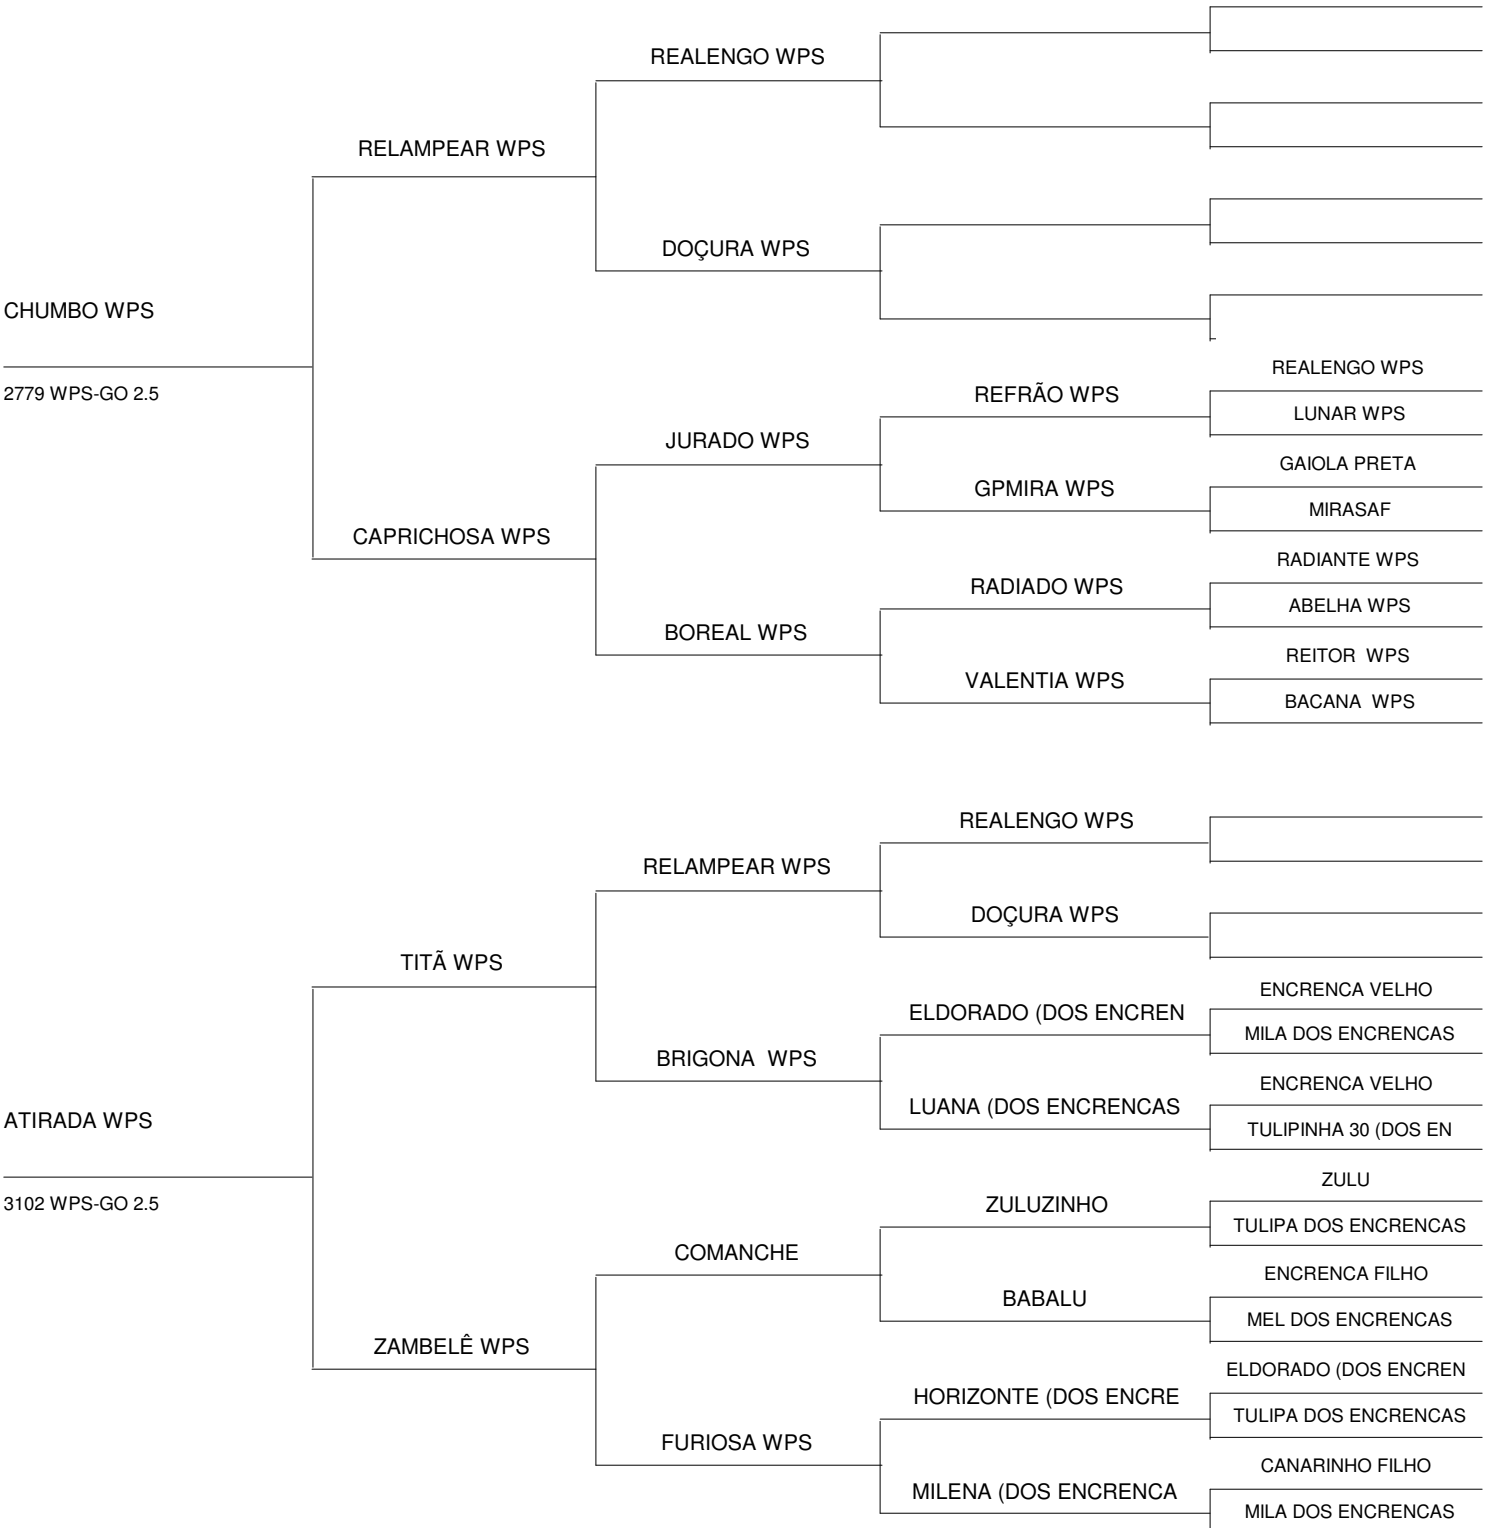 REALENGO WPS
RELAMPEAR WPS
DOÇURA WPS
CHUMBO WPS
2779 WPS-GO 2.5
REALENGO WPS
REFRÃO WPS
LUNAR WPS
JURADO WPS
GAIOLA PRETA
GPMIRA WPS
MIRASAF
CAPRICHOSA WPS
RADIANTE WPS
RADIADO WPS
ABELHA WPS
BOREAL WPS
REITOR  WPS
VALENTIA WPS
BACANA  WPS
REALENGO WPS
RELAMPEAR WPS
DOÇURA WPS
TITÃ WPS
ENCRENCA VELHO
ELDORADO (DOS ENCREN
MILA DOS ENCRENCAS
BRIGONA  WPS
ENCRENCA VELHO
LUANA (DOS ENCRENCAS
TULIPINHA 30 (DOS EN
ATIRADA WPS
3102 WPS-GO 2.5
ZULU
ZULUZINHO
TULIPA DOS ENCRENCAS
COMANCHE
ENCRENCA FILHO
BABALU
MEL DOS ENCRENCAS
ZAMBELÊ WPS
ELDORADO (DOS ENCREN
HORIZONTE (DOS ENCRE
TULIPA DOS ENCRENCAS
FURIOSA WPS
CANARINHO FILHO
MILENA (DOS ENCRENCA
MILA DOS ENCRENCAS